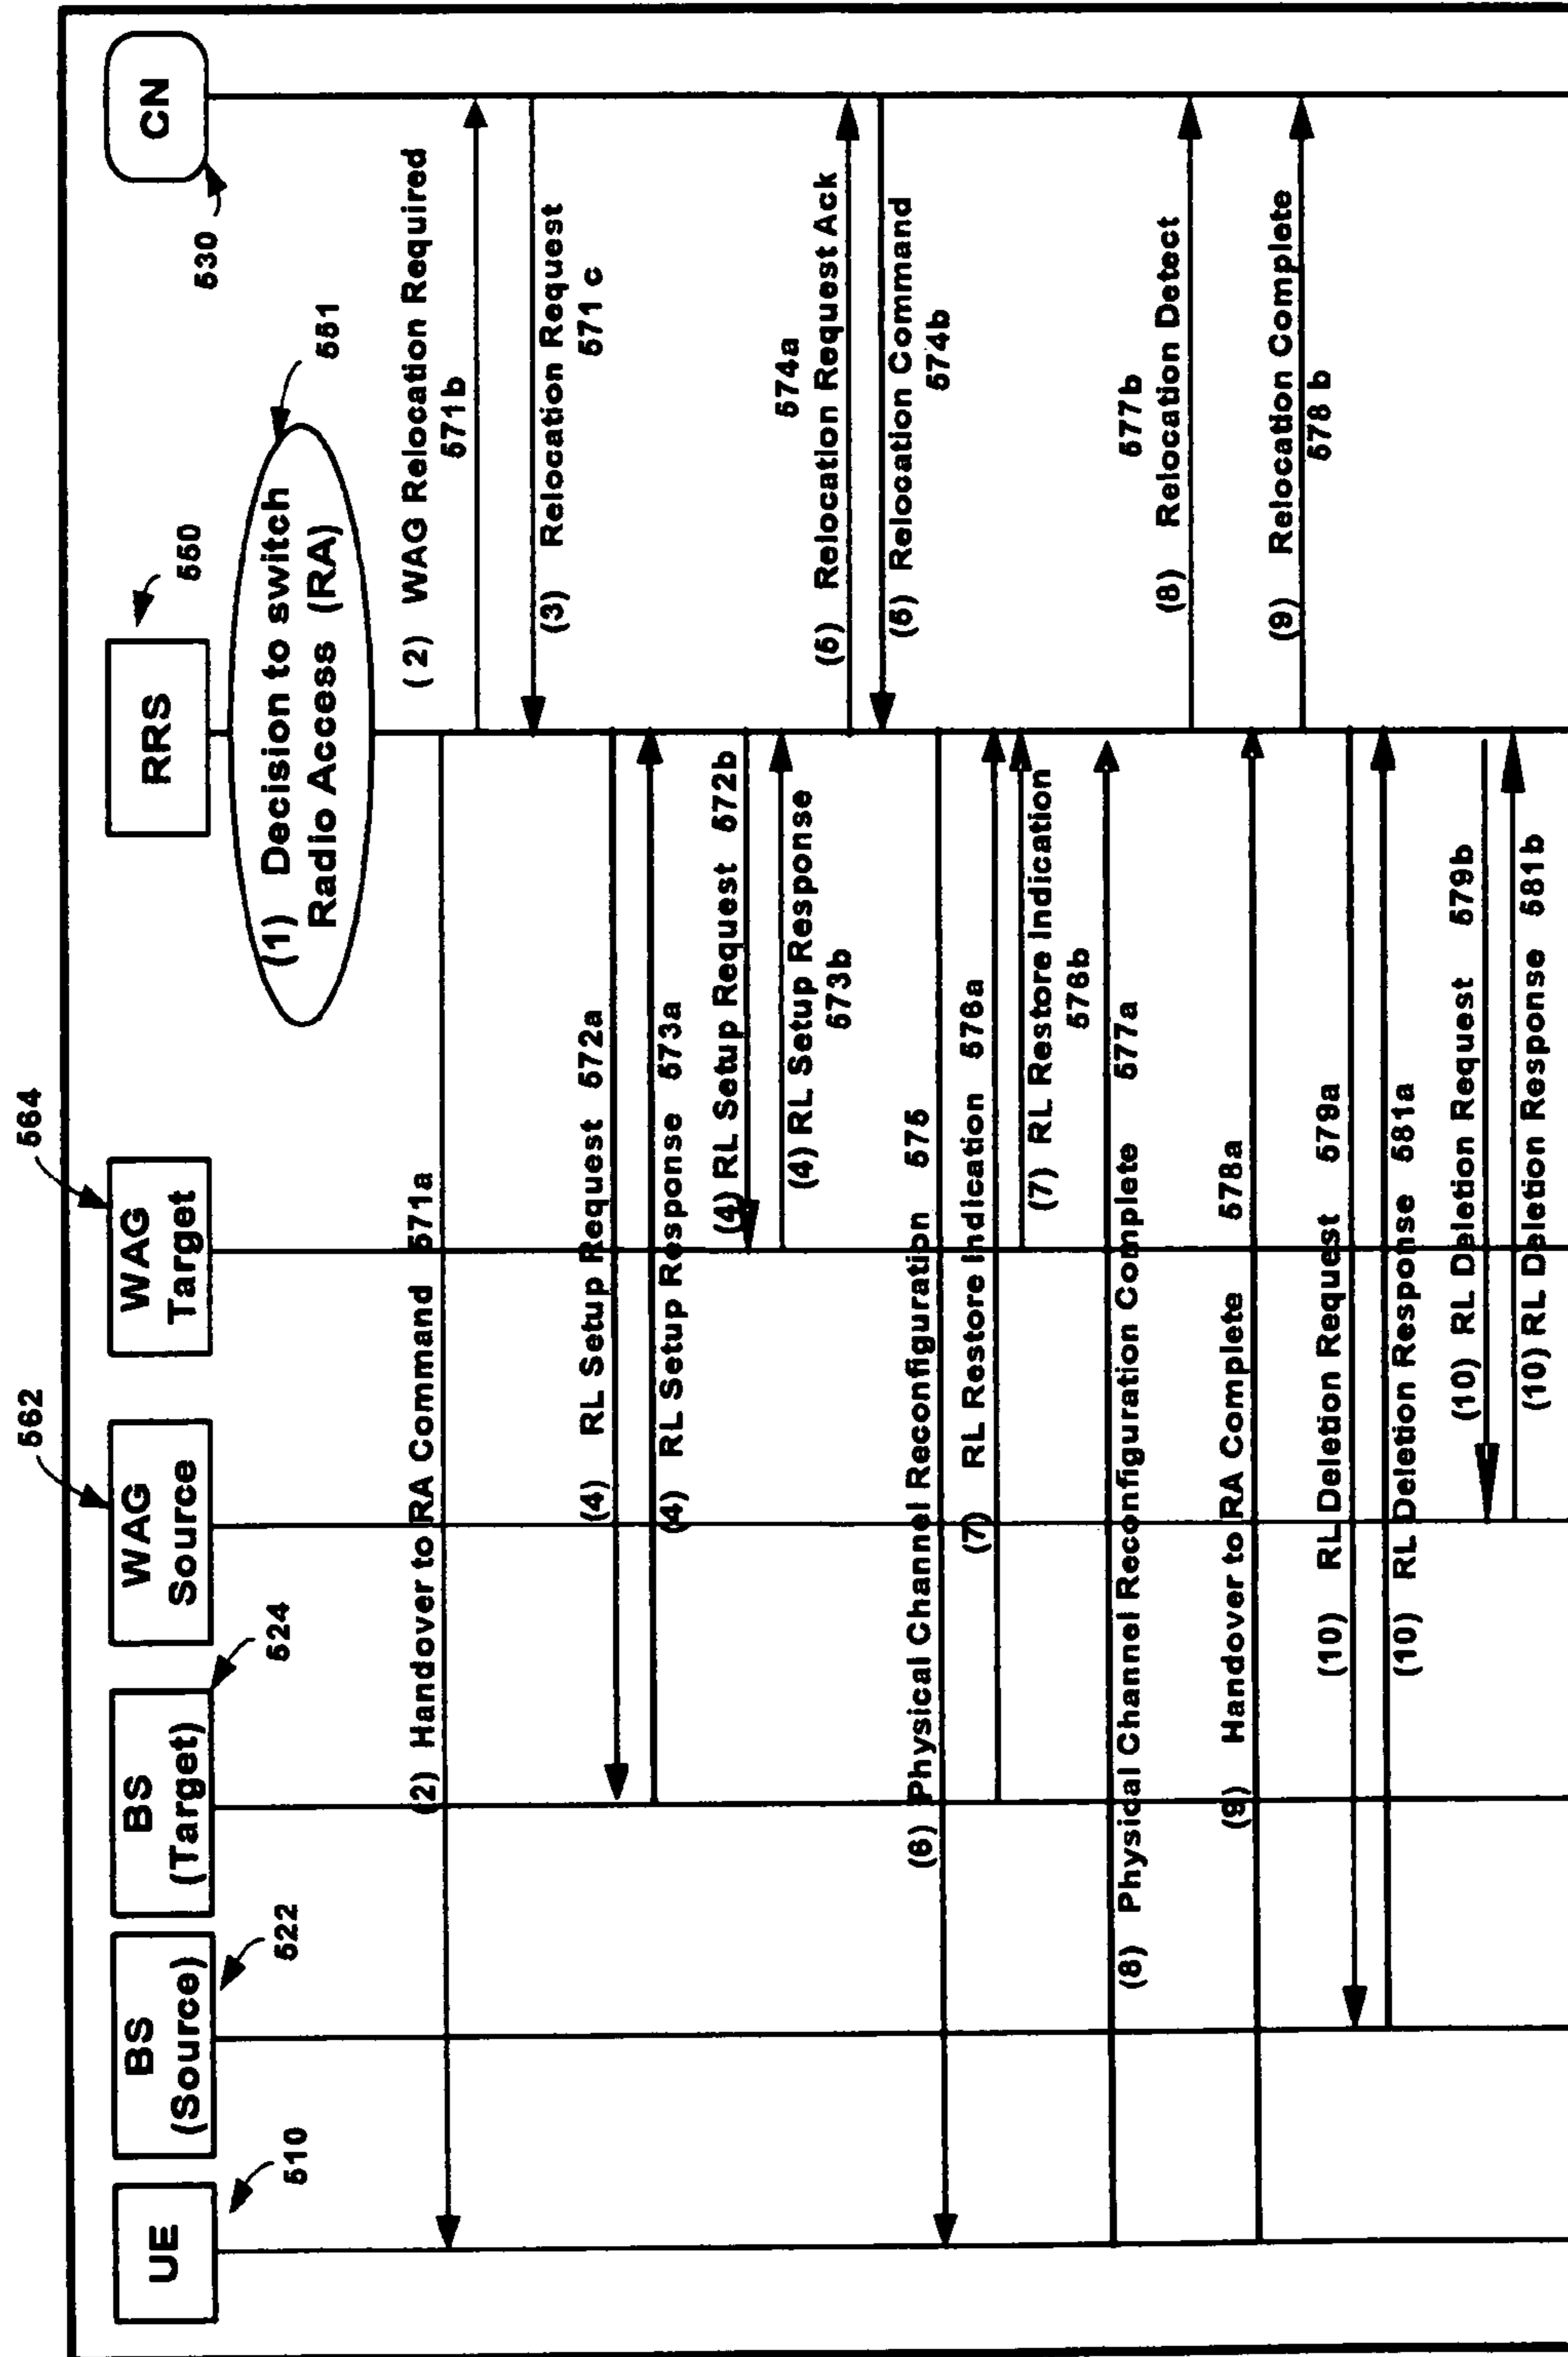 UE
510
BS
(Source)
522
BS
(Target)
524
WAG
Source
562
WAG
Target
564
RRS
550
CN
530
(1) Decision to switch
Radio Access (RA)
551
(2) Handover to RA Command 571a
(2) WAG Relocation Required
571b
(3) Relocation Request
571 c
(4) RL Setup Request 572a
(4) RL Setup Response 573a
(4) RL Setup Request 572b
(4) RL Setup Response
573b
574a
(5) Relocation Request Ack
(5) Relocation Command
574b
(6) Physical Channel Reconfiguration 575
(7) RL Restore Indication 576a
(7) RL Restore Indication
576b
(8) Physical Channel Reconfiguration Complete 577a
577b
(8) Relocation Detect
(9) Handover to RA Complete 578a
(9) Relocation Complete
578 b
(10) RL Deletion Request 579a
(10) RL Deletion Response 581a
(10) RL Deletion Request 579b
(10) RL Deletion Response 581b